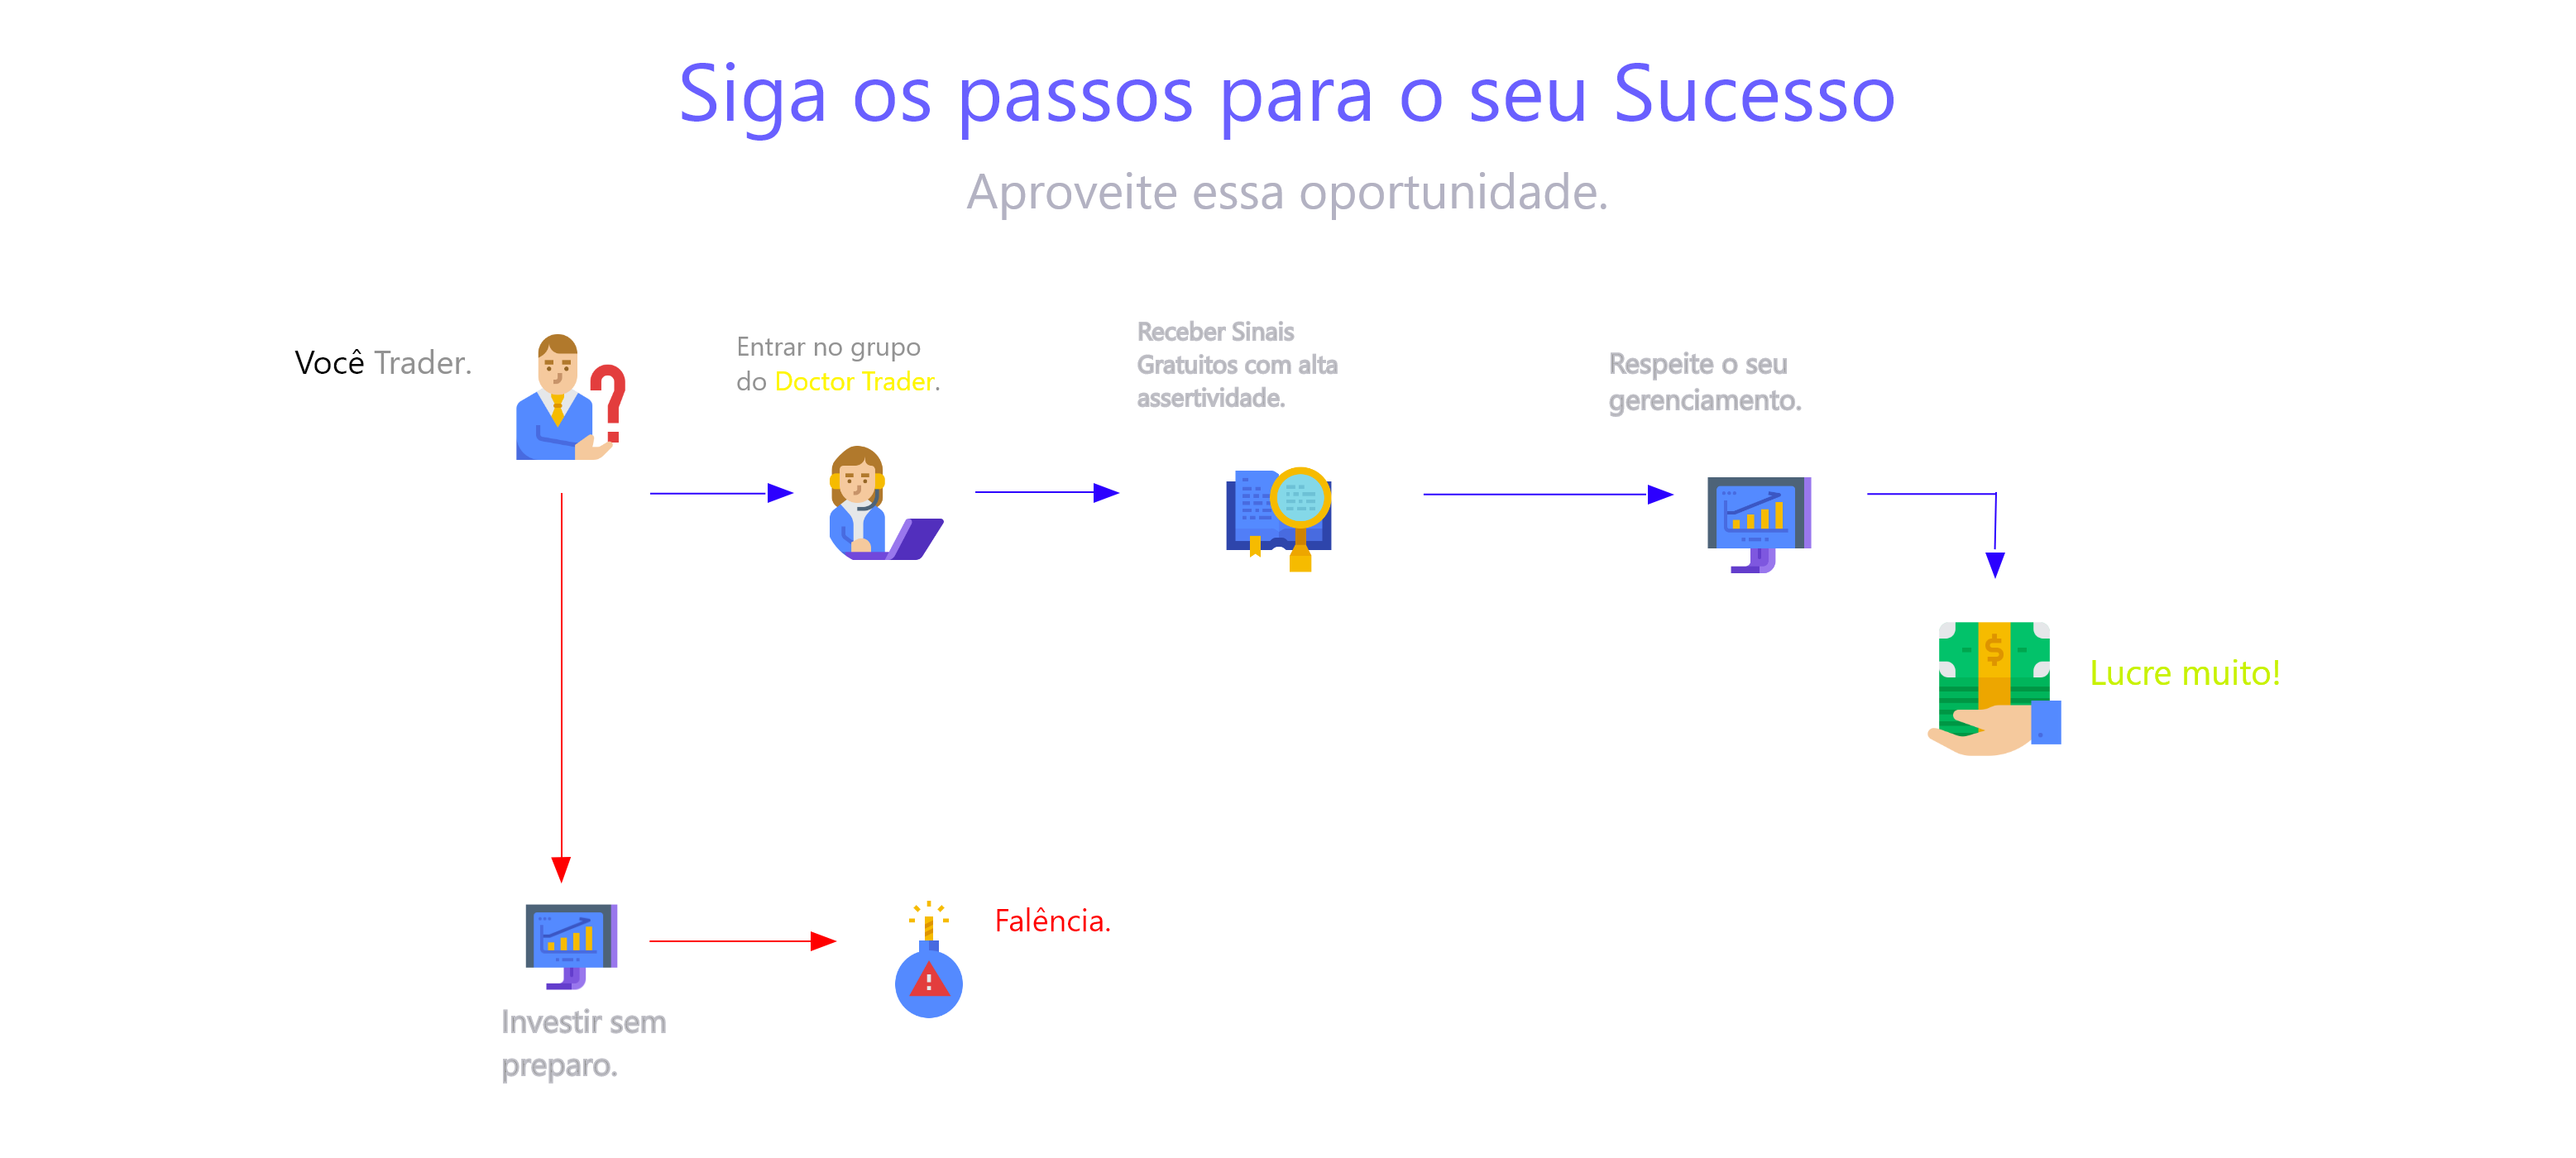 Siga os passos para o seu Sucesso
Aproveite essa oportunidade.
Você Trader.
Entrar no grupo
do Doctor Trader.
Receber Sinais
Gratuitos com alta
assertividade.
Respeite o seu
gerenciamento.
$
Lucre muito!
Investir sem
preparo.
Falência.